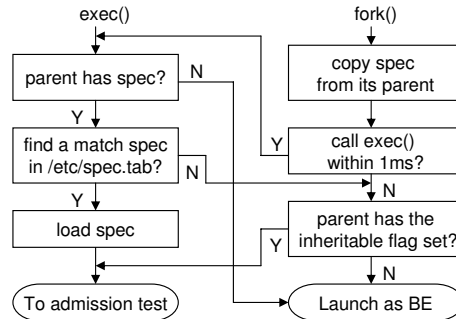 exec()
fork()
parent has spec?
N
copy spec
from its parent
Y
find a match spec
in /etc/spec.tab?
Y
call exec()
within 1ms?
N
N
Y
load spec
Y
parent has the
inheritable flag set?
N
To admission test
Launch as BE